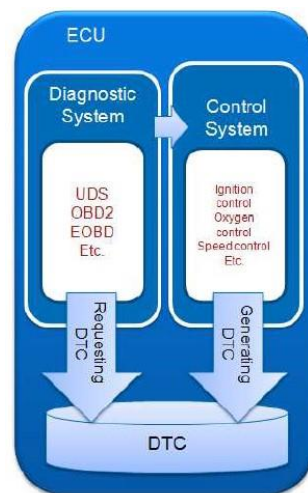 ECU
Diagnostic
System
Control
System
UDS
OBD2
EOBD
Etc.
Ignition
control
Oxygen
control
Speed control
Etc.
Requesting
DTC
Generating
DTC
DTC